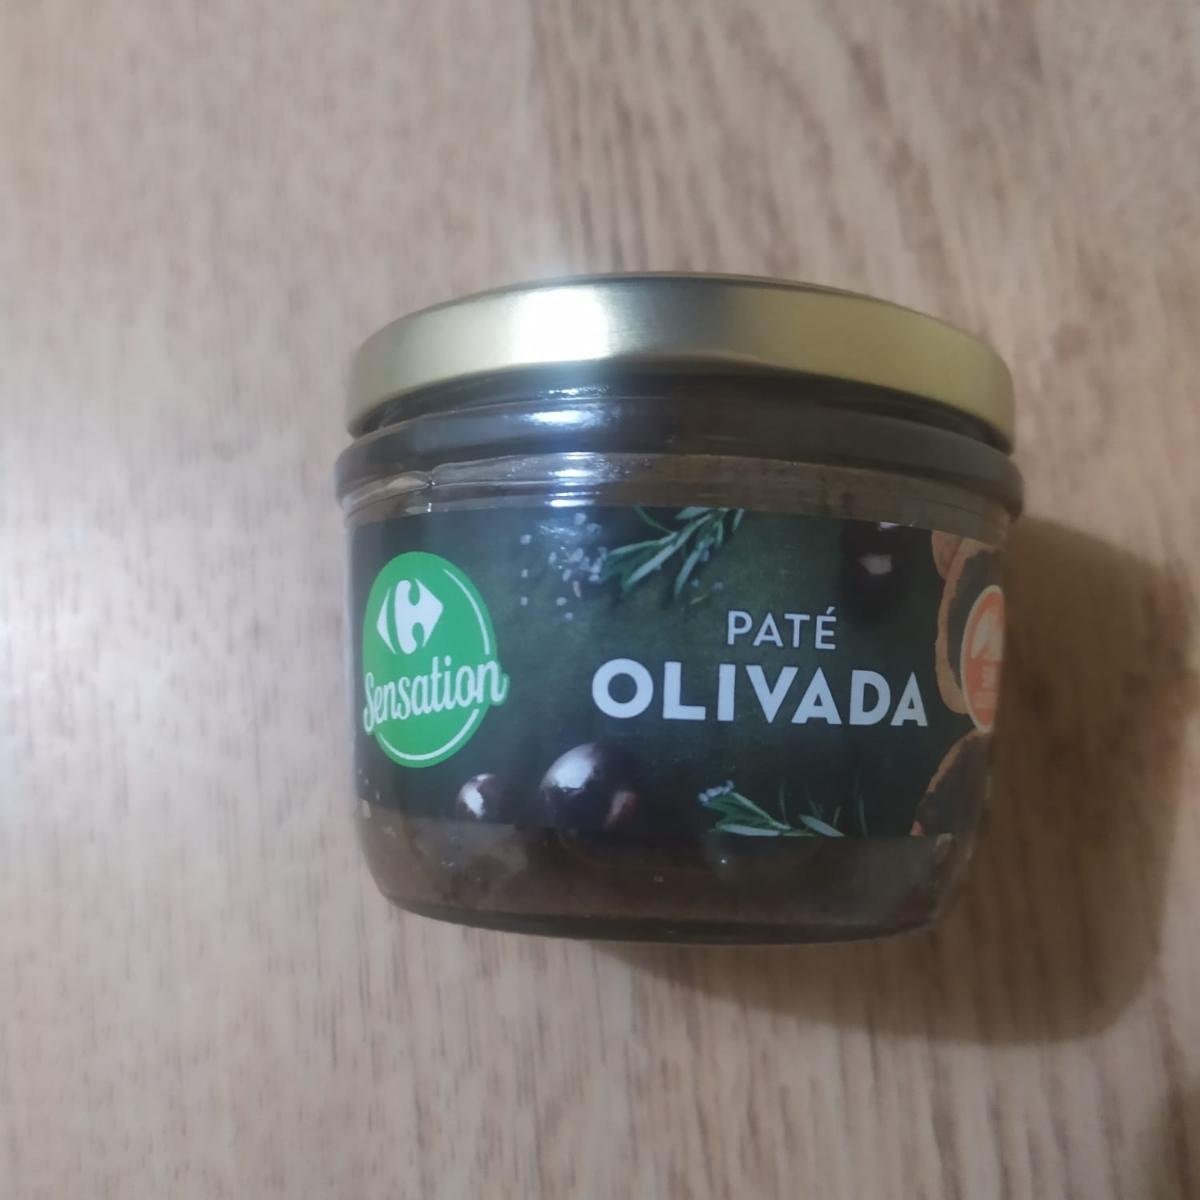 Sensation
PATÉ
OLIVADA